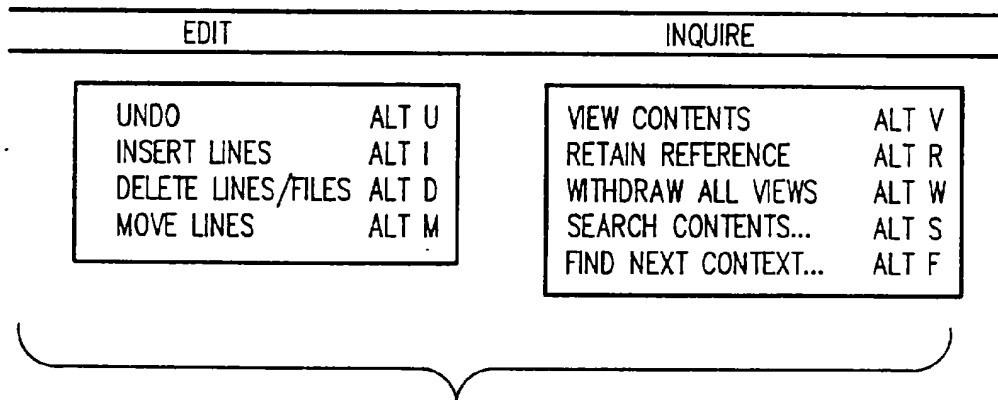 EDIT INQUIRE
UNDO ALT U
INSERT LINES ALT I
DELETE LINES/FILES ALT D
MOVE LINES ALT M
VIEW CONTENTS ALT V
RETAIN REFERENCE ALT R
WITHDRAW ALL VIEWS ALT W
SEARCH CONTENTS... ALT S
FIND NEXT CONTEXT... ALT F